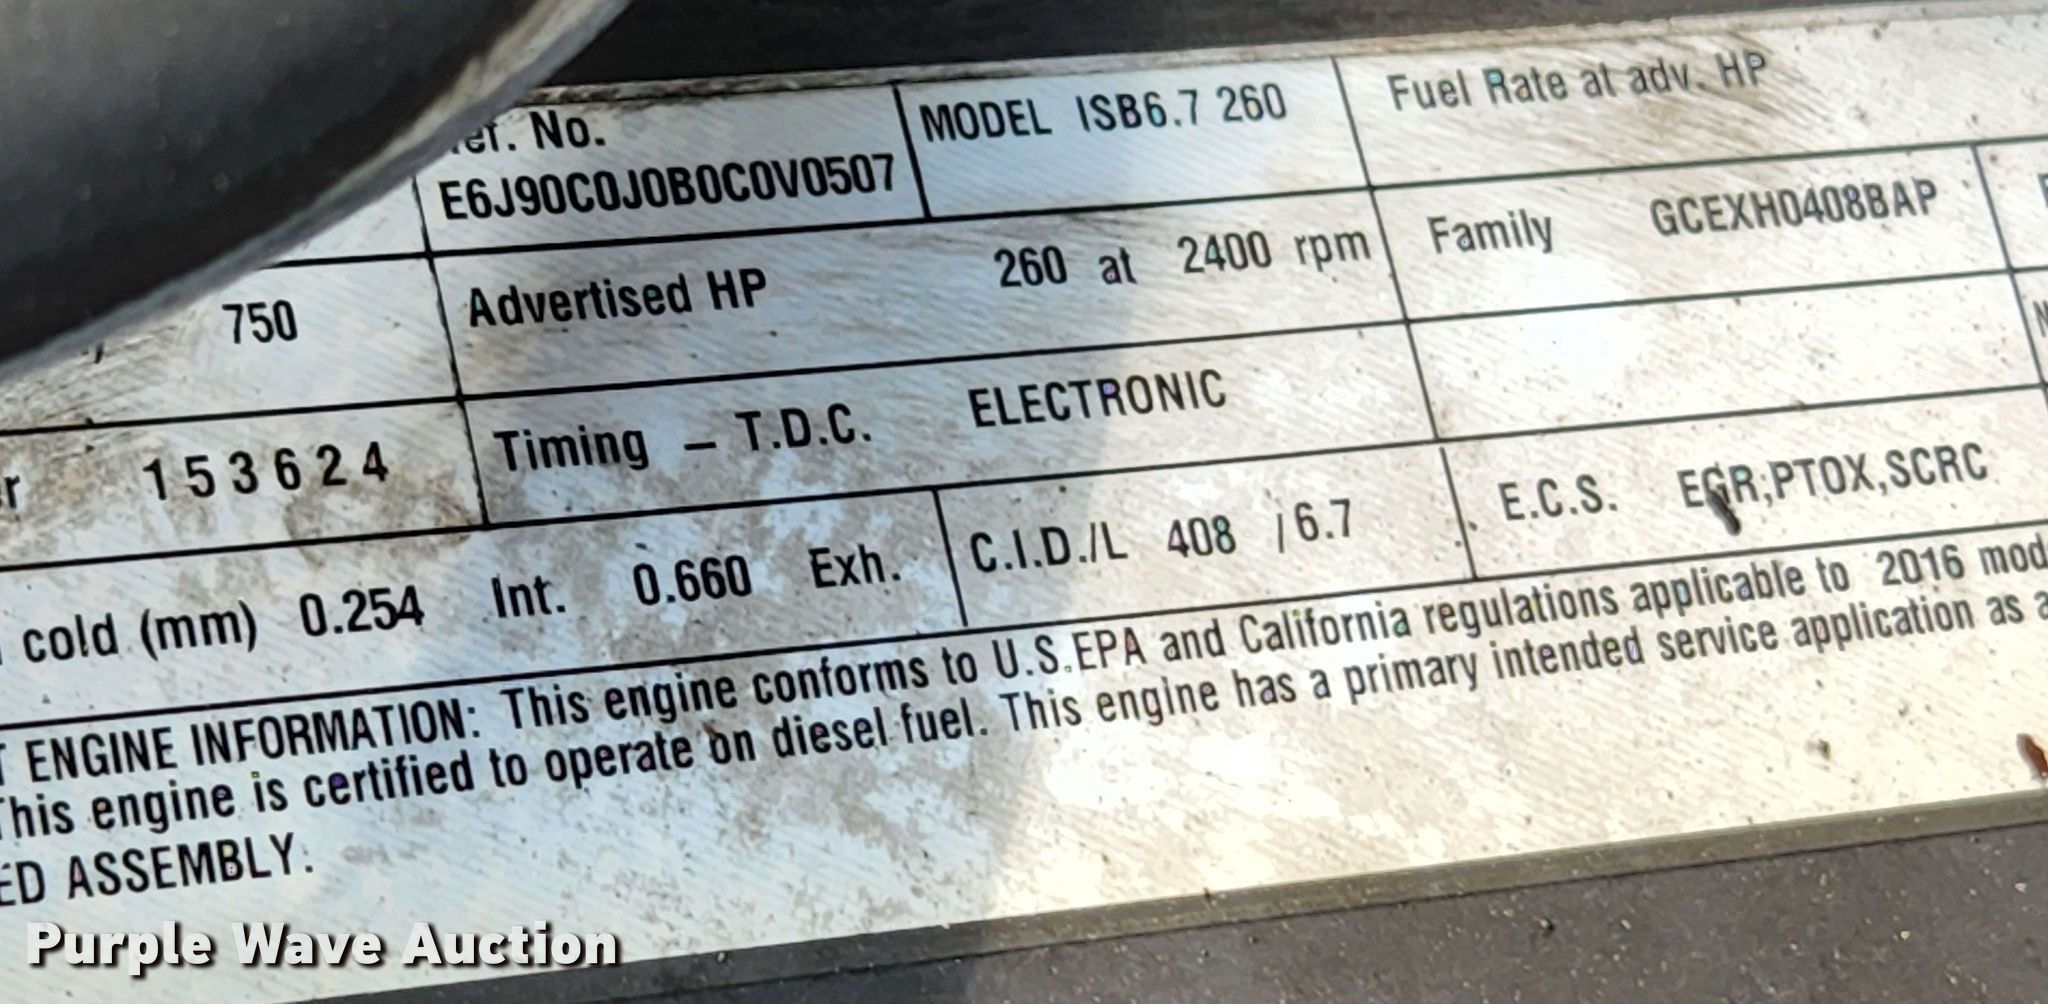 No. MODEL ISB6.7 260 Fuel Rate at adv. HP
E6J90C0J0B0C0V0507
750 Advertised HP 260 at 2400 rpm Family GCEXH0408BAP
153624 Timing – T.D.C. ELECTRONIC
cold (mm) 0.254 Int. 0.660 Exh. C.I.D./L 408 / 6.7 E.C.S. EGR;PTOX,SCRC
ENGINE INFORMATION: This engine conforms to U.S.EPA and California regulations applicable to 2016
This engine is certified to operate on diesel fuel. This engine has a primary intended service application as
ASSEMBLY:
Purple Wave Auction